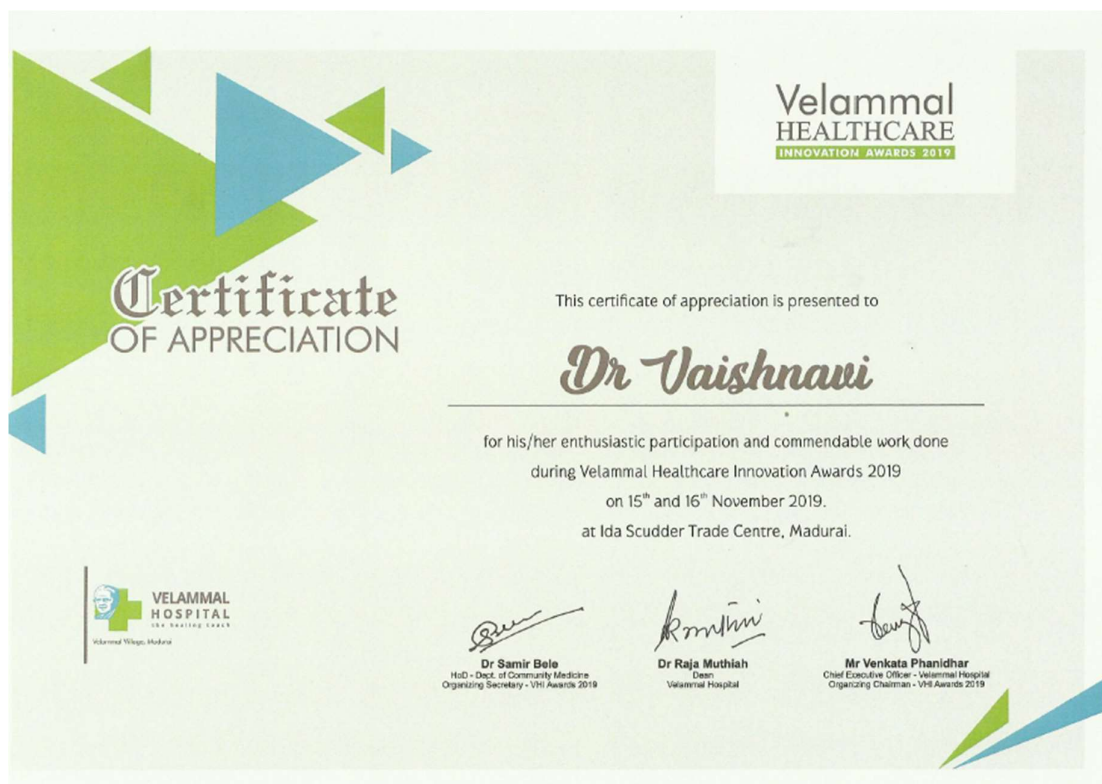 Velammal
HEALTHCARE
INNOVATION AWARDS 2019
Certificate
OF APPRECIATION
This certificate of appreciation is presented to
Dr Vaishnavi
for his/her enthusiastic participation and commendable work done
during Velammal Healthcare Innovation Awards 2019
on 15th and 16th November 2019.
at Ida Scudder Trade Centre, Madurai.
VELAMMAL
HOSPITAL
the healing touch
Velammal Village, Madurai
Dr Samir Bele
HoD - Dept. of Community Medicine
Organizing Secretary - VHI Awards 2019
Dr Raja Muthiah
Dean
Velammal Hospital
Mr Venkata Phanidhar
Chief Executive Officer - Velammal Hospital
Organizing Chairman - VHI Awards 2019